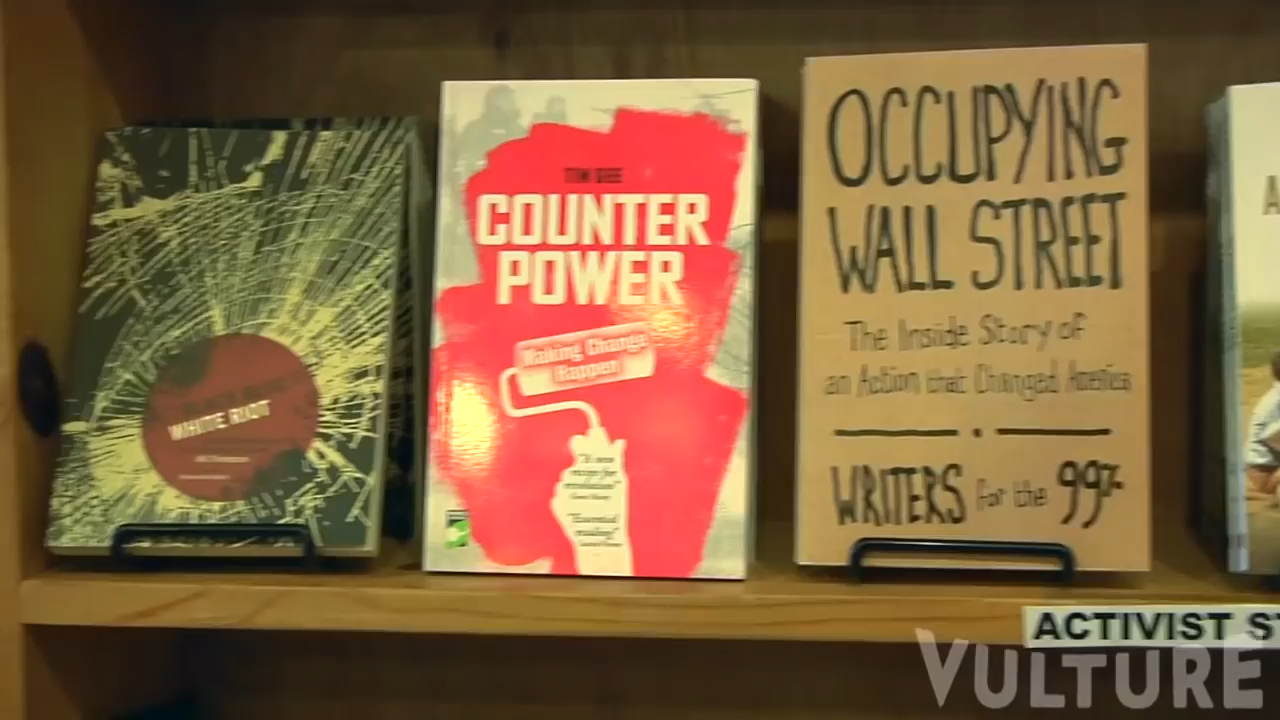 WHITE RIOT
TIM GEE
COUNTER
POWER
Making Change
Happen
OCCUPYING
WALL STREET
The Inside Story of
an Action that Changed America
WRITERS for the 99%
A
ACTIVIST ST
VULTURE